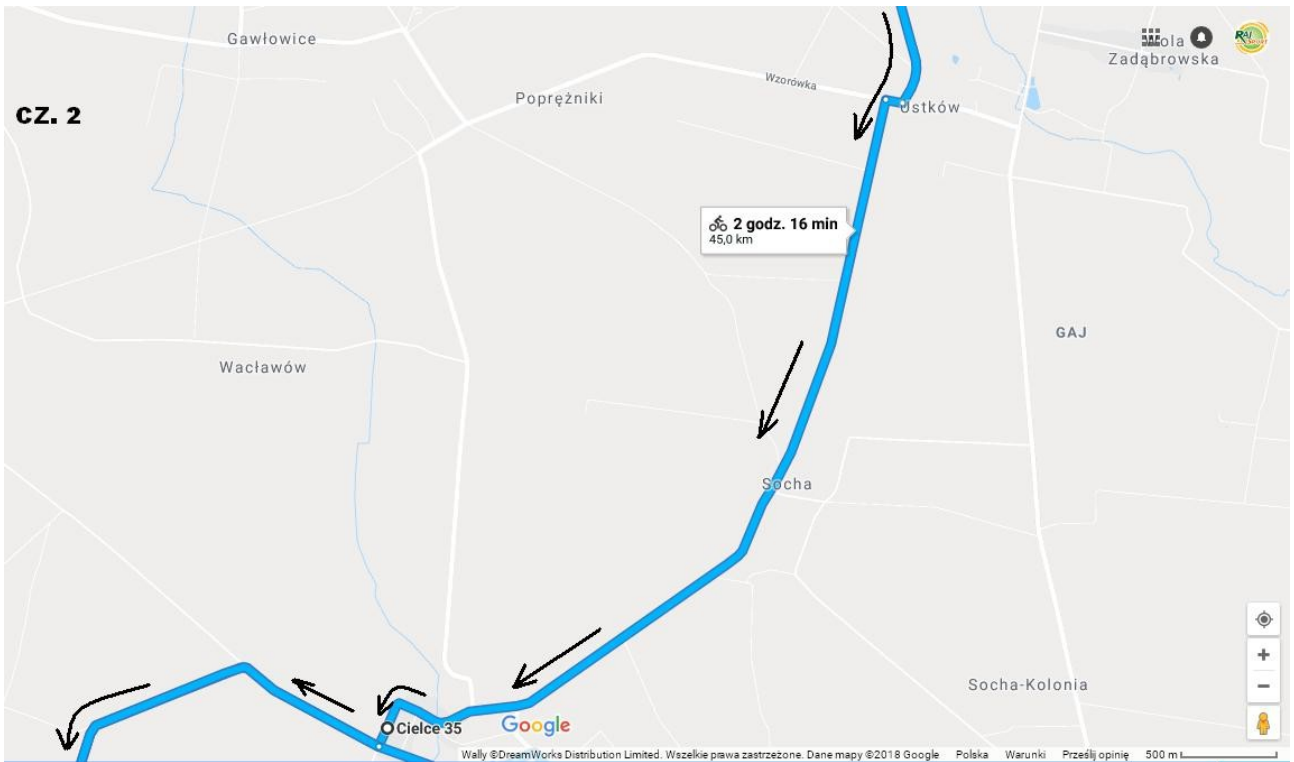 Gawłowice
CZ. 2
Poprężniki
Wzorówka
Ustków
Zadąbrowska
2 godz. 16 min
45,0 km
GAJ
Wacławów
Socha
Socha-Kolonia
Cielce 35
Google
Wally ©DreamWorks Distribution Limited. Wszelkie prawa zastrzeżone. Dane mapy ©2018 Google Polska Warunki Prześlij opinię 500 m